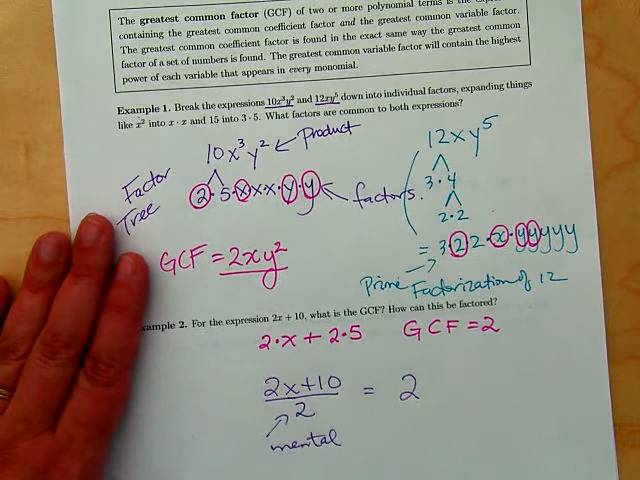 The greatest common factor (GCF) of two or more polynomial terms is the
containing the greatest common coefficient factor and the greatest common variable factor.
The greatest common coefficient factor is found in the exact same way the greatest common
factor of a set of numbers is found. The greatest common variable factor will contain the highest
power of each variable that appears in every monomial.
Example 1. Break the expressions 10x³y² and 12xy⁵ down into individual factors, expanding things
like x² into x · x and 15 into 3 · 5. What factors are common to both expressions?
10x³y² ← Product
Factor
Tree
2·5·x·x·x·y·y ← factors.
GCF = 2xy²
12xy⁵
3·4
2·2
= 3·2·2·x·yyyyy
Prime Factorization of 12
xample 2. For the expression 2x + 10, what is the GCF? How can this be factored?
2·x + 2·5 GCF = 2
2x+10
2
= 2
mental